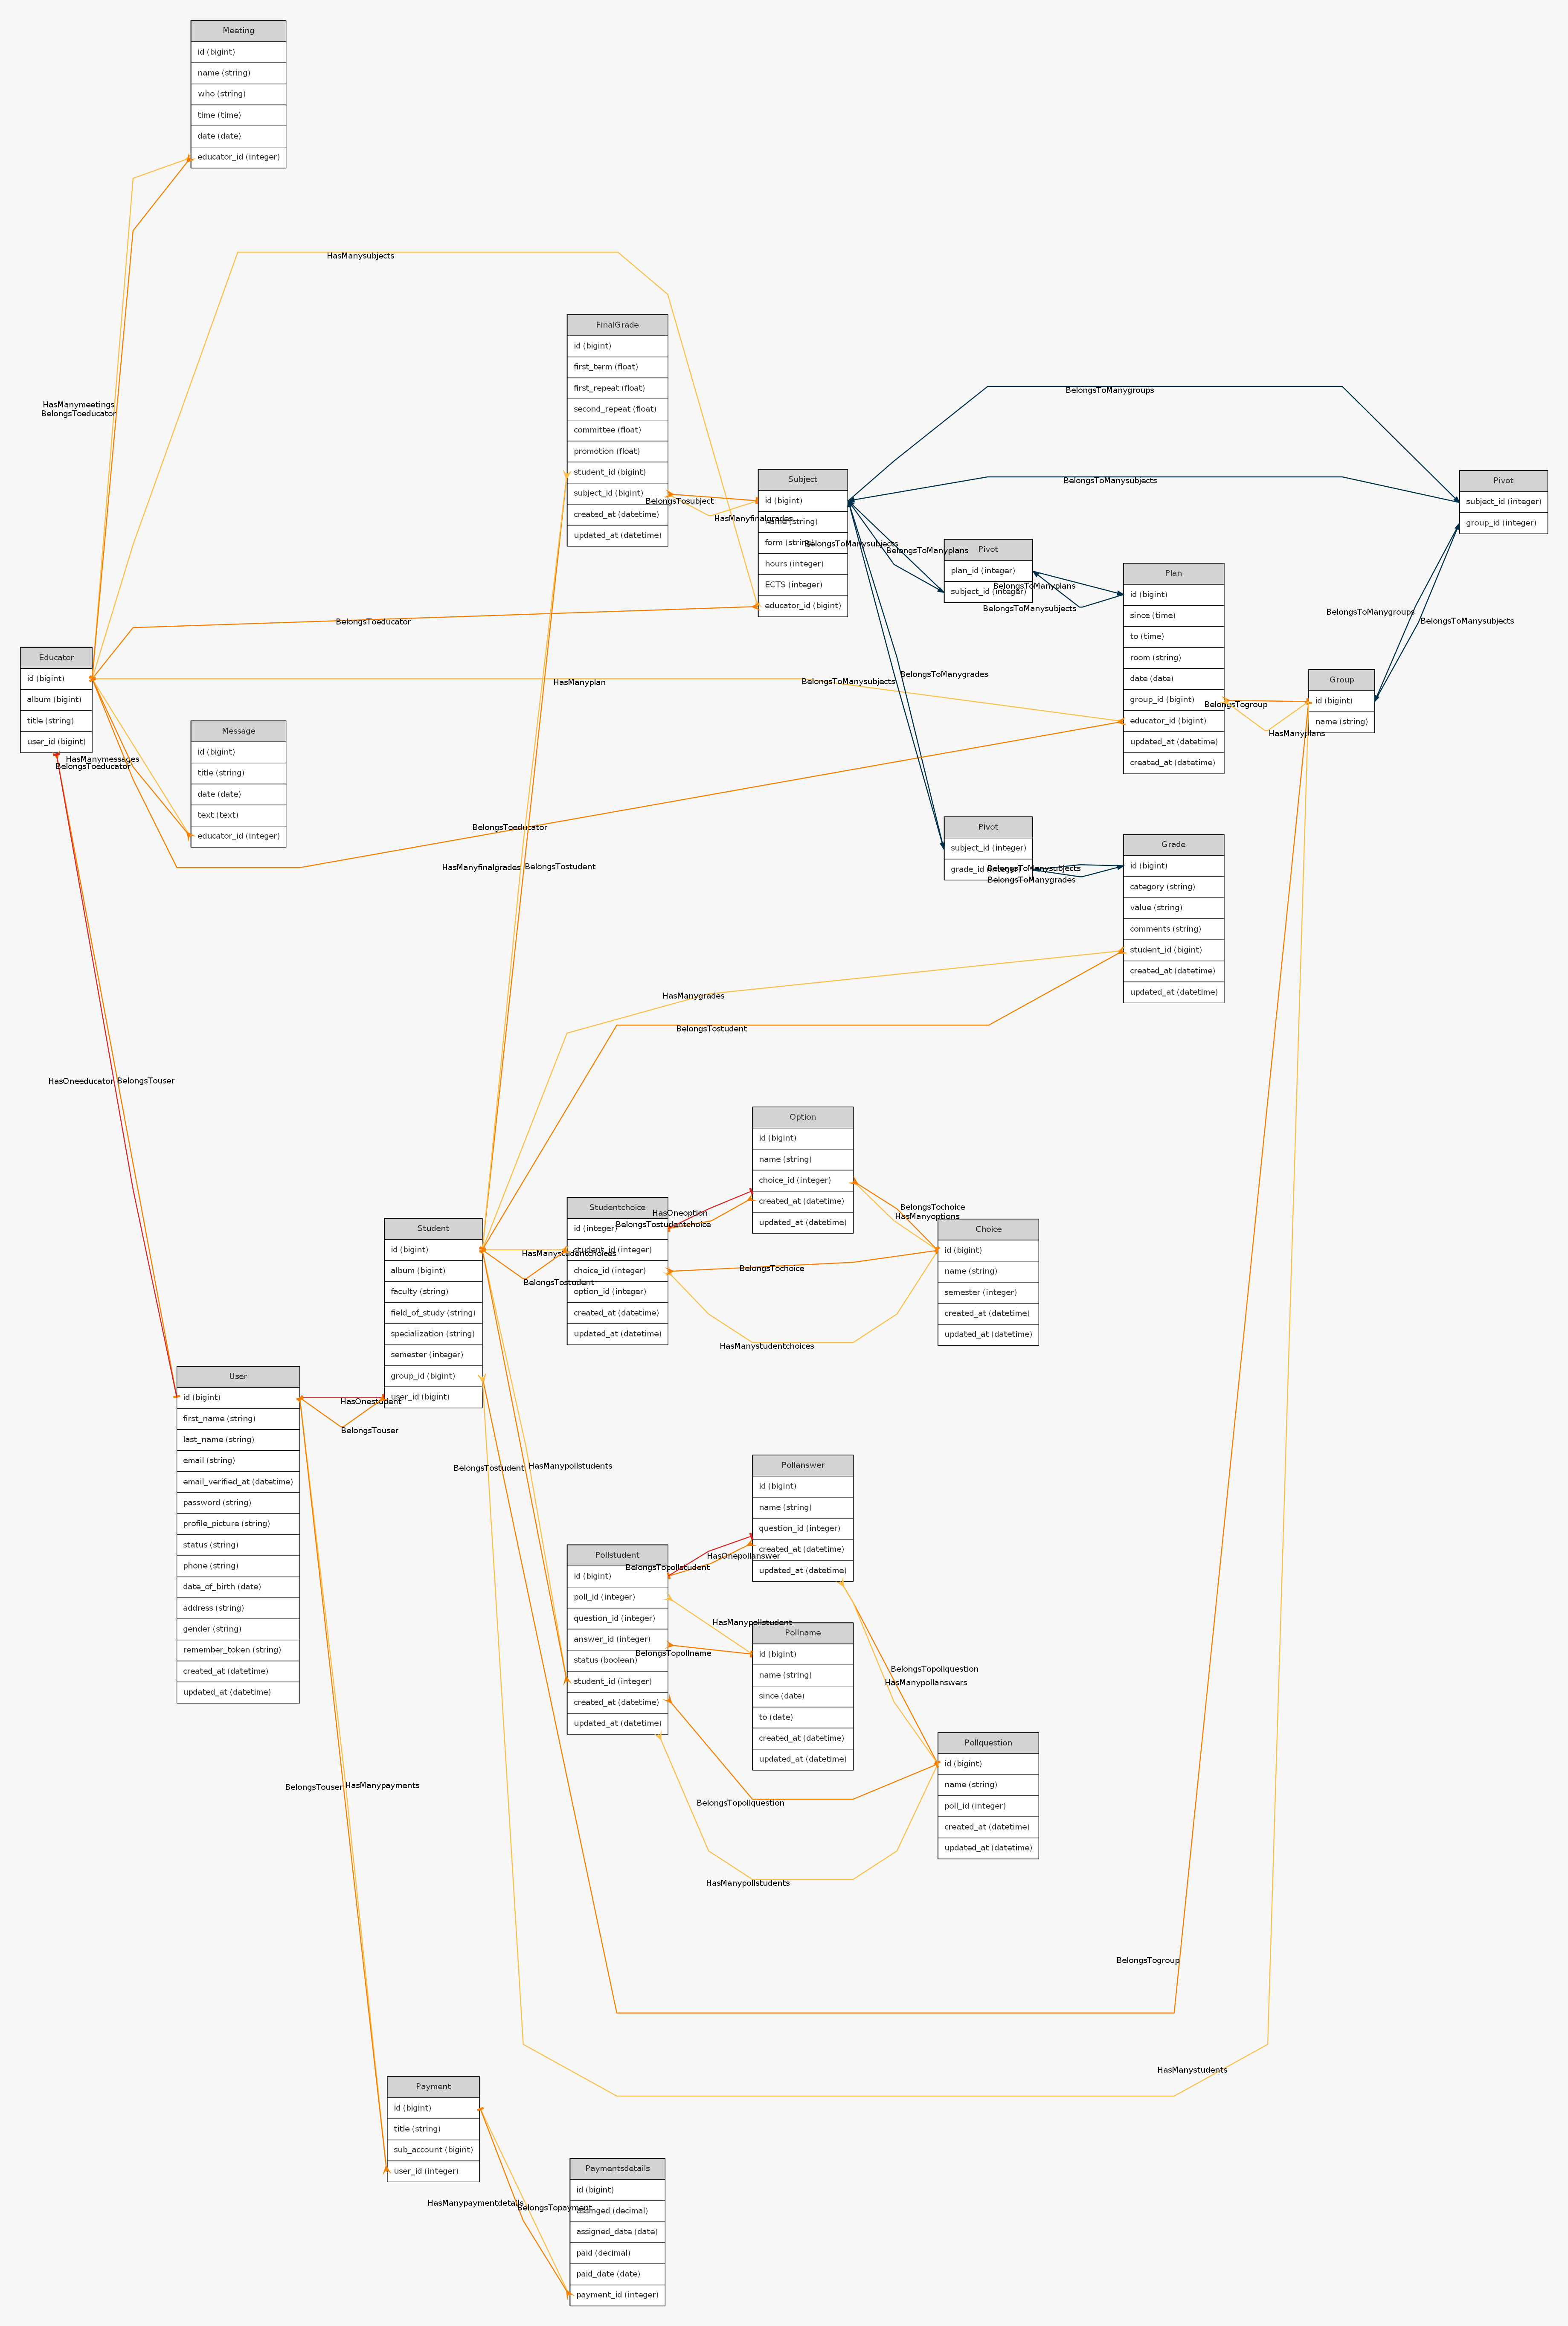 Meeting
id (bigint)
name (string)
who (string)
time (time)
date (date)
educator_id (integer)
HasManymeetings
BelongsToeducator
HasManysubjects
FinalGrade
id (bigint)
first_term (float)
first_repeat (float)
second_repeat (float)
committee (float)
promotion (float)
student_id (bigint)
subject_id (bigint)
created_at (datetime)
updated_at (datetime)
BelongsTosubject
HasManyfinalgrades
Subject
id (bigint)
name (string)
form (string)
hours (integer)
ECTS (integer)
educator_id (bigint)
BelongsToManygroups
BelongsToManysubjects
Pivot
subject_id (integer)
group_id (integer)
BelongsToManysubjects
BelongsToManyplans
Pivot
plan_id (integer)
subject_id (integer)
BelongsToManyplans
BelongsToManysubjects
Plan
id (bigint)
since (time)
to (time)
room (string)
date (date)
group_id (bigint)
educator_id (bigint)
updated_at (datetime)
created_at (datetime)
BelongsToManygroups
BelongsToManysubjects
Group
id (bigint)
name (string)
BelongsTogroup
HasManyplans
BelongsToeducator
Educator
id (bigint)
album (bigint)
title (string)
user_id (bigint)
HasManyplan
BelongsToManysubjects
BelongsToManygrades
HasManymessages
BelongsToeducator
Message
id (bigint)
title (string)
date (date)
text (text)
educator_id (integer)
BelongsToeducator
HasManyfinalgrades
BelongsTostudent
Pivot
subject_id (integer)
grade_id (integer)
BelongsToManysubjects
BelongsToManygrades
Grade
id (bigint)
category (string)
value (string)
comments (string)
student_id (bigint)
created_at (datetime)
updated_at (datetime)
HasManygrades
BelongsTostudent
HasOneeducator
BelongsTouser
Option
id (bigint)
name (string)
choice_id (integer)
created_at (datetime)
updated_at (datetime)
Studentchoice
id (integer)
student_id (integer)
choice_id (integer)
option_id (integer)
created_at (datetime)
updated_at (datetime)
HasOneoption
BelongsTostudentchoice
BelongsTochoice
HasManyoptions
Choice
id (bigint)
name (string)
semester (integer)
created_at (datetime)
updated_at (datetime)
BelongsTochoice
HasManystudentchoices
Student
id (bigint)
album (bigint)
faculty (string)
field_of_study (string)
specialization (string)
semester (integer)
group_id (bigint)
user_id (bigint)
HasManystudentchoices
BelongsTostudent
User
id (bigint)
first_name (string)
last_name (string)
email (string)
email_verified_at (datetime)
password (string)
profile_picture (string)
status (string)
phone (string)
date_of_birth (date)
address (string)
gender (string)
remember_token (string)
created_at (datetime)
updated_at (datetime)
HasOnestudent
BelongsTouser
BelongsTostudent
HasManypollstudents
Pollanswer
id (bigint)
name (string)
question_id (integer)
created_at (datetime)
updated_at (datetime)
Pollstudent
id (bigint)
poll_id (integer)
question_id (integer)
answer_id (integer)
status (boolean)
student_id (integer)
created_at (datetime)
updated_at (datetime)
HasOnepollanswer
BelongsTopollstudent
HasManypollstudent
BelongsTopollname
Pollname
id (bigint)
name (string)
since (date)
to (date)
created_at (datetime)
updated_at (datetime)
BelongsTopollquestion
HasManypollanswers
Pollquestion
id (bigint)
name (string)
poll_id (integer)
created_at (datetime)
updated_at (datetime)
BelongsTopollquestion
HasManypollstudents
BelongsTouser
HasManypayments
BelongsTogroup
HasManystudents
Payment
id (bigint)
title (string)
sub_account (bigint)
user_id (integer)
HasManypaymentdetails
BelongsTopayment
Paymentsdetails
id (bigint)
assinged (decimal)
assigned_date (date)
paid (decimal)
paid_date (date)
payment_id (integer)